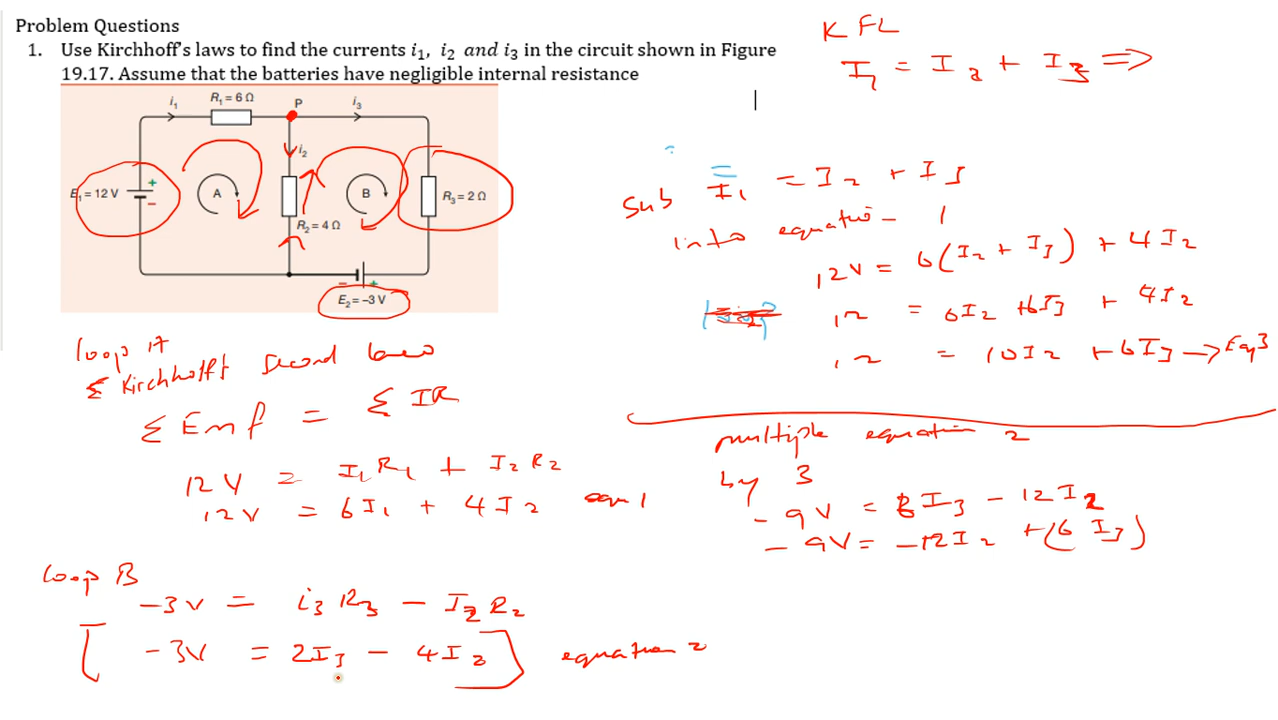 Problem Questions
1. Use Kirchhoff's laws to find the currents i₁, i₂ and i₃ in the circuit shown in Figure
19.17. Assume that the batteries have negligible internal resistance
i₁ R₁ = 6 Ω P i₃
i₂
E₁ = 12 V + − A B R₃ = 2 Ω
R₂ = 4 Ω
− +
E₂ = −3 V
loop A
Σ Kirchhofft second laws
Σ Emf = Σ IR
12 V = I₁R₁ + I₂R₂
12V = 6I₁ + 4I₂ eqn 1
loop B
−3V = i₃R₃ − I₂R₂
[ −3V = 2I₃ − 4I₂ ] equation 2
KFL
I₁ = I₂ + I₃ ⇒
Sub I₁ = I₂ + I₃
into equation 1
12V = 6(I₂ + I₃) + 4I₂
12 = 6I₂ + 6I₃ + 4I₂
12 = 10I₂ + 6I₃ → Eq 3
multiple equation 2
by 3
− 9V = 6I₃ − 12I₂
− 9V = −12I₂ + (6I₃)